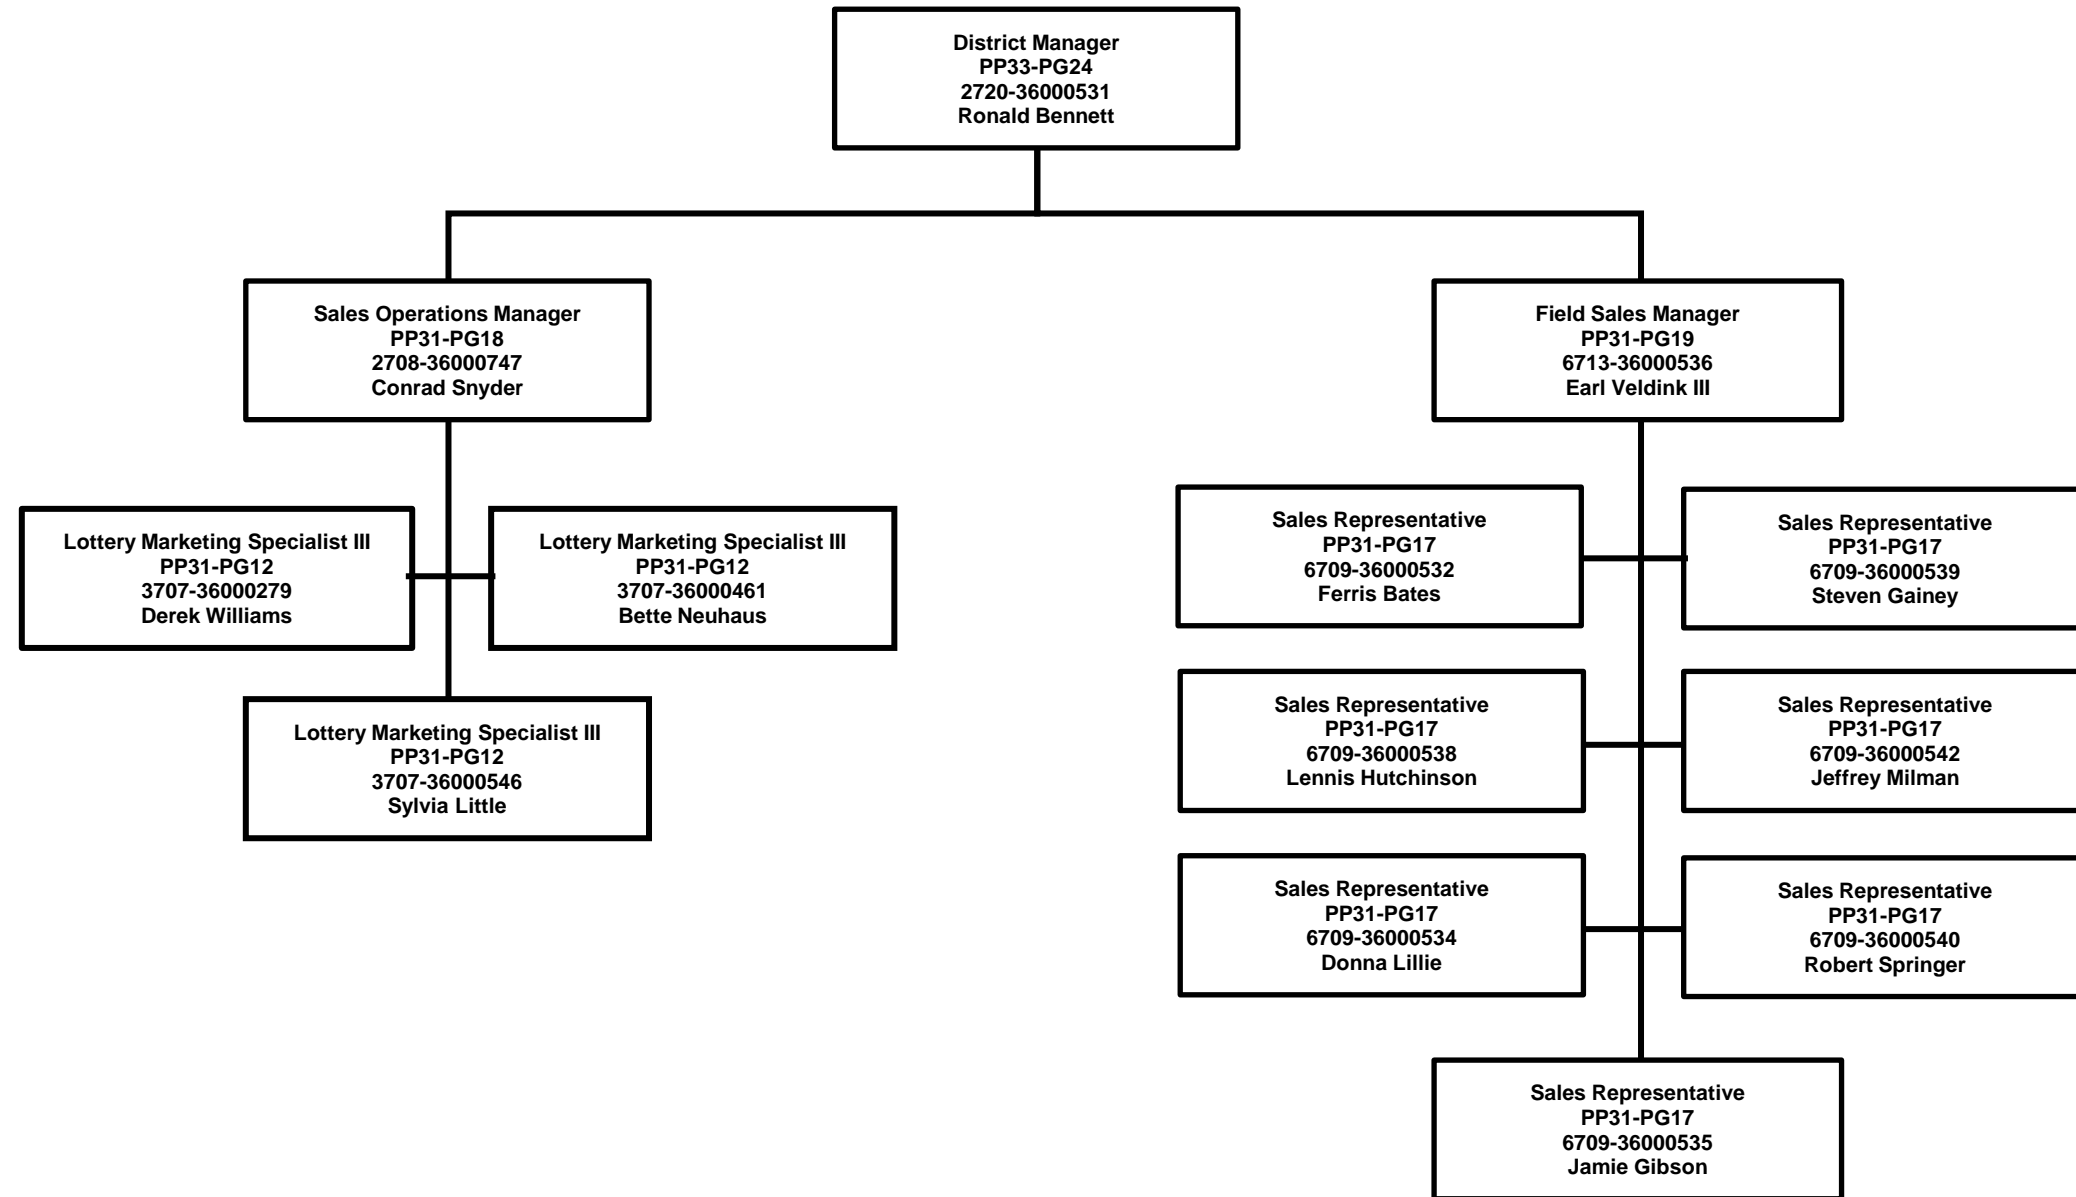 District Manager
PP33-PG24
2720-36000531
Ronald Bennett
Sales Operations Manager
PP31-PG18
2708-36000747
Conrad Snyder
Field Sales Manager
PP31-PG19
6713-36000536
Earl Veldink III
Lottery Marketing Specialist III
PP31-PG12
3707-36000279
Derek Williams
Lottery Marketing Specialist III
PP31-PG12
3707-36000461
Bette Neuhaus
Lottery Marketing Specialist III
PP31-PG12
3707-36000546
Sylvia Little
Sales Representative
PP31-PG17
6709-36000532
Ferris Bates
Sales Representative
PP31-PG17
6709-36000539
Steven Gainey
Sales Representative
PP31-PG17
6709-36000538
Lennis Hutchinson
Sales Representative
PP31-PG17
6709-36000542
Jeffrey Milman
Sales Representative
PP31-PG17
6709-36000534
Donna Lillie
Sales Representative
PP31-PG17
6709-36000540
Robert Springer
Sales Representative
PP31-PG17
6709-36000535
Jamie Gibson